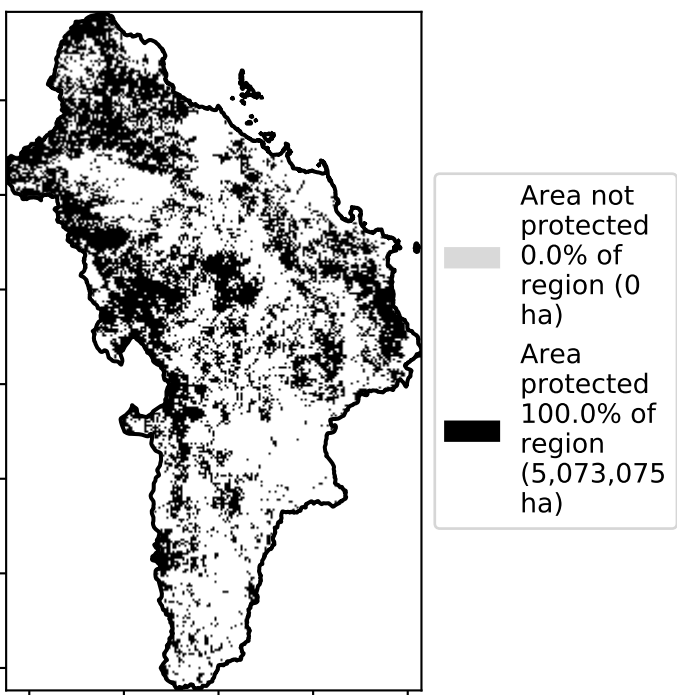 Area not
protected
0.0% of
region (0
ha)
Area
protected
100.0% of
region
(5,073,075
ha)